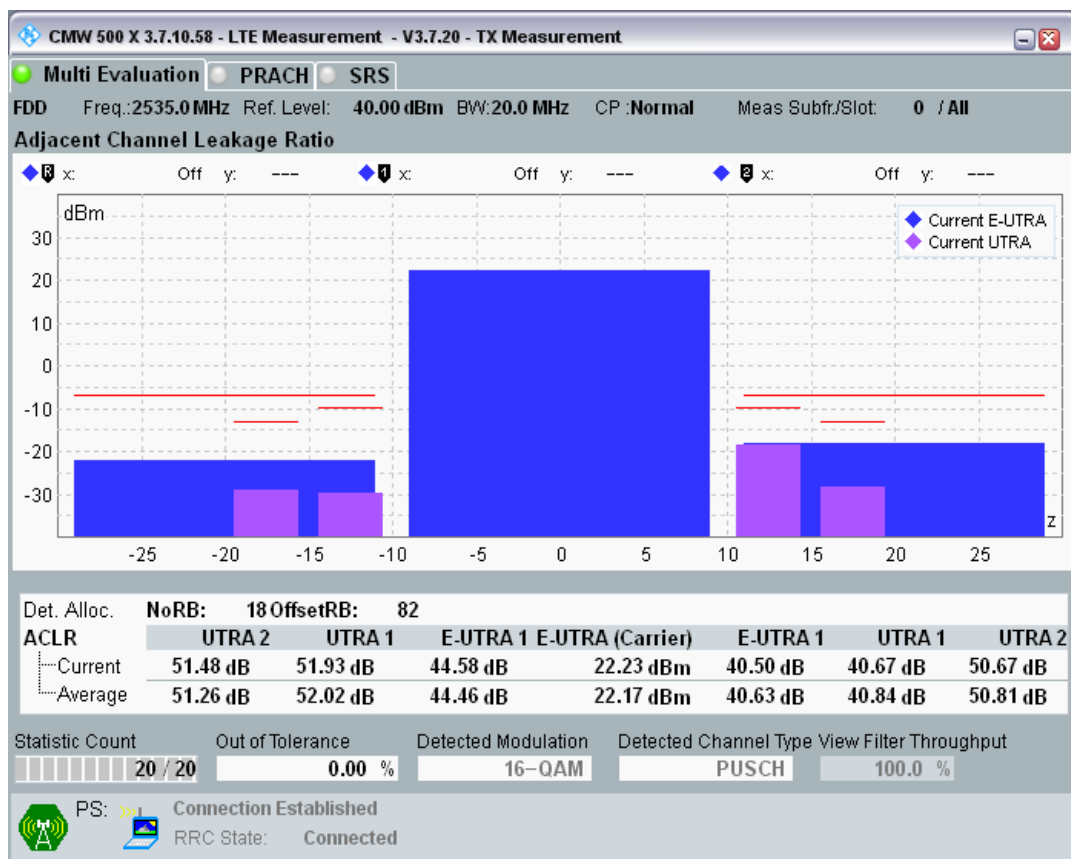 CMW 500 X 3.7.10.58 - LTE Measurement - V3.7.20 - TX Measurement
Multi Evaluation PRACH SRS
FDD Freq.:2535.0 MHz Ref. Level: 40.00 dBm BW:20.0 MHz CP :Normal Meas Subfr./Slot: 0 / All
Adjacent Channel Leakage Ratio
R x: Off y: --- 1 x: Off y: --- 2 x: Off y: ---
dBm
Current E-UTRA
Current UTRA
30
20
10
0
-10
-20
-30
z
-25 -20 -15 -10 -5 0 5 10 15 20 25
Det. Alloc. NoRB: 18 OffsetRB: 82
ACLR UTRA 2 UTRA 1 E-UTRA 1 E-UTRA (Carrier) E-UTRA 1 UTRA 1 UTRA 2
Current 51.48 dB 51.93 dB 44.58 dB 22.23 dBm 40.50 dB 40.67 dB 50.67 dB
Average 51.26 dB 52.02 dB 44.46 dB 22.17 dBm 40.63 dB 40.84 dB 50.81 dB
Statistic Count Out of Tolerance Detected Modulation Detected Channel Type View Filter Throughput
20 / 20 0.00 % 16-QAM PUSCH 100.0 %
PS: Connection Established
RRC State: Connected